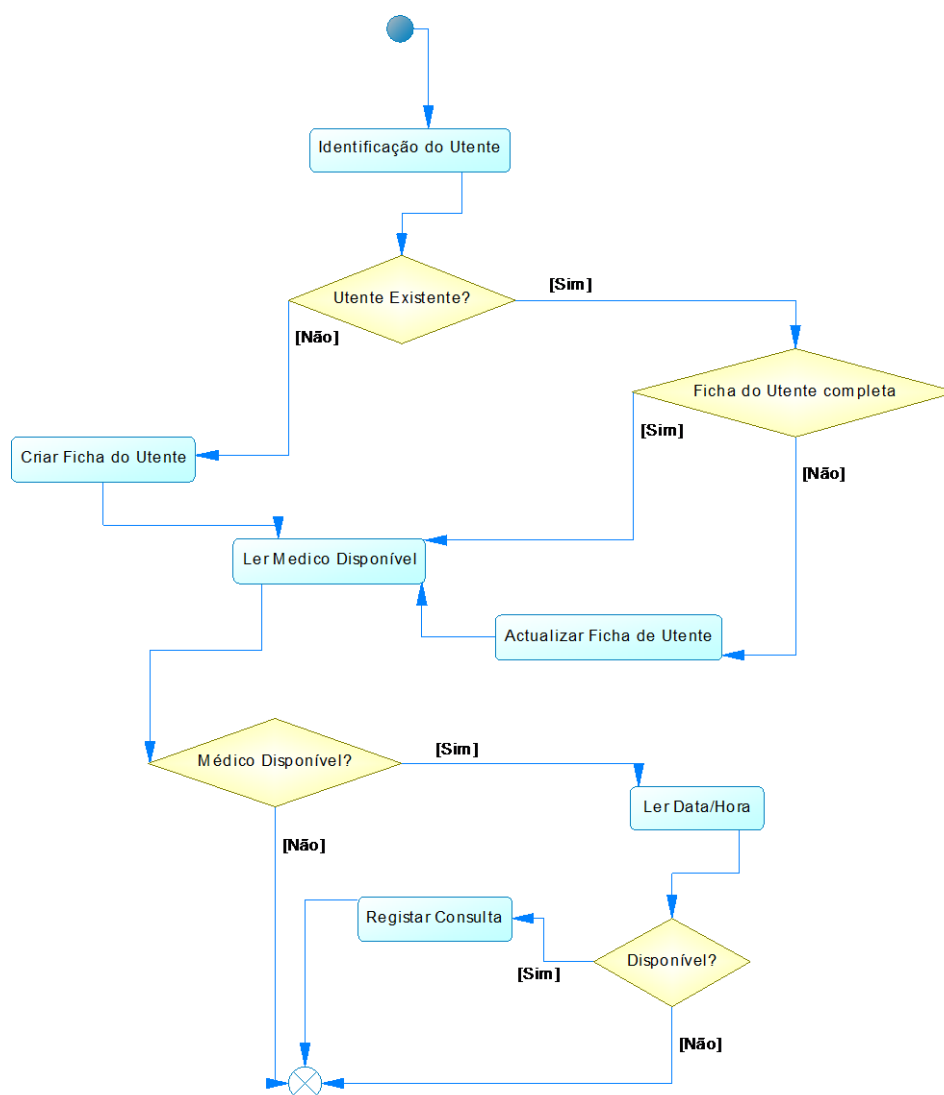 Identificação do Utente
[Sim]
Utente Existente?
[Não]
Ficha do Utente completa
[Sim]
Criar Ficha do Utente
[Não]
Ler Medico Disponível
Actualizar Ficha de Utente
[Sim]
Médico Disponível?
Ler Data/Hora
[Não]
Registar Consulta
Disponível?
[Sim]
[Não]